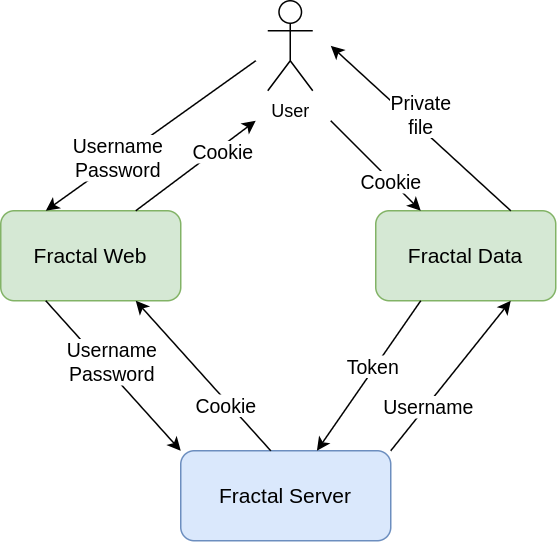 User
Username
Password
Cookie
Private
file
Cookie
Fractal Web
Fractal Data
Username
Password
Cookie
Token
Username
Fractal Server